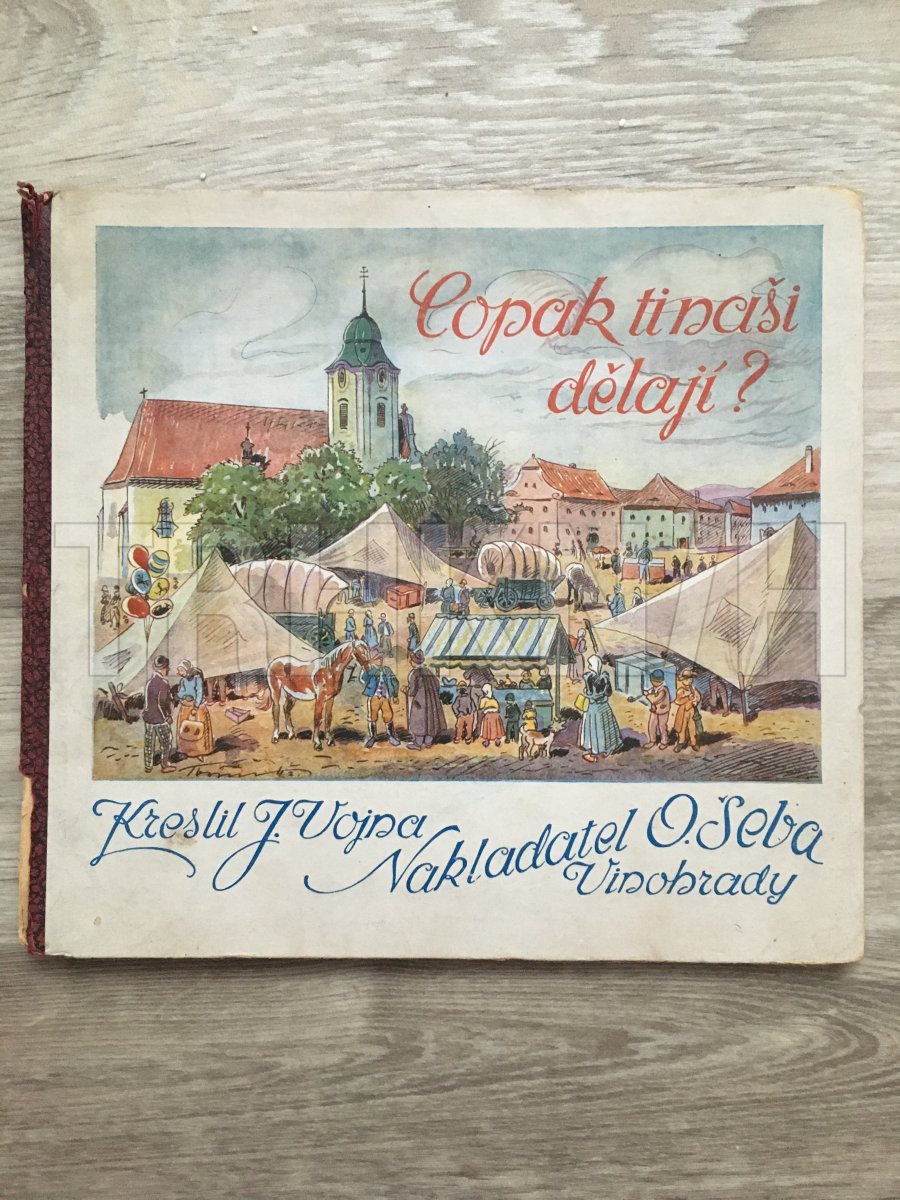 Copak ti naši
dělají?
Kreslil J. Vojna
Nakladatel O. Šeba
Vinohrady